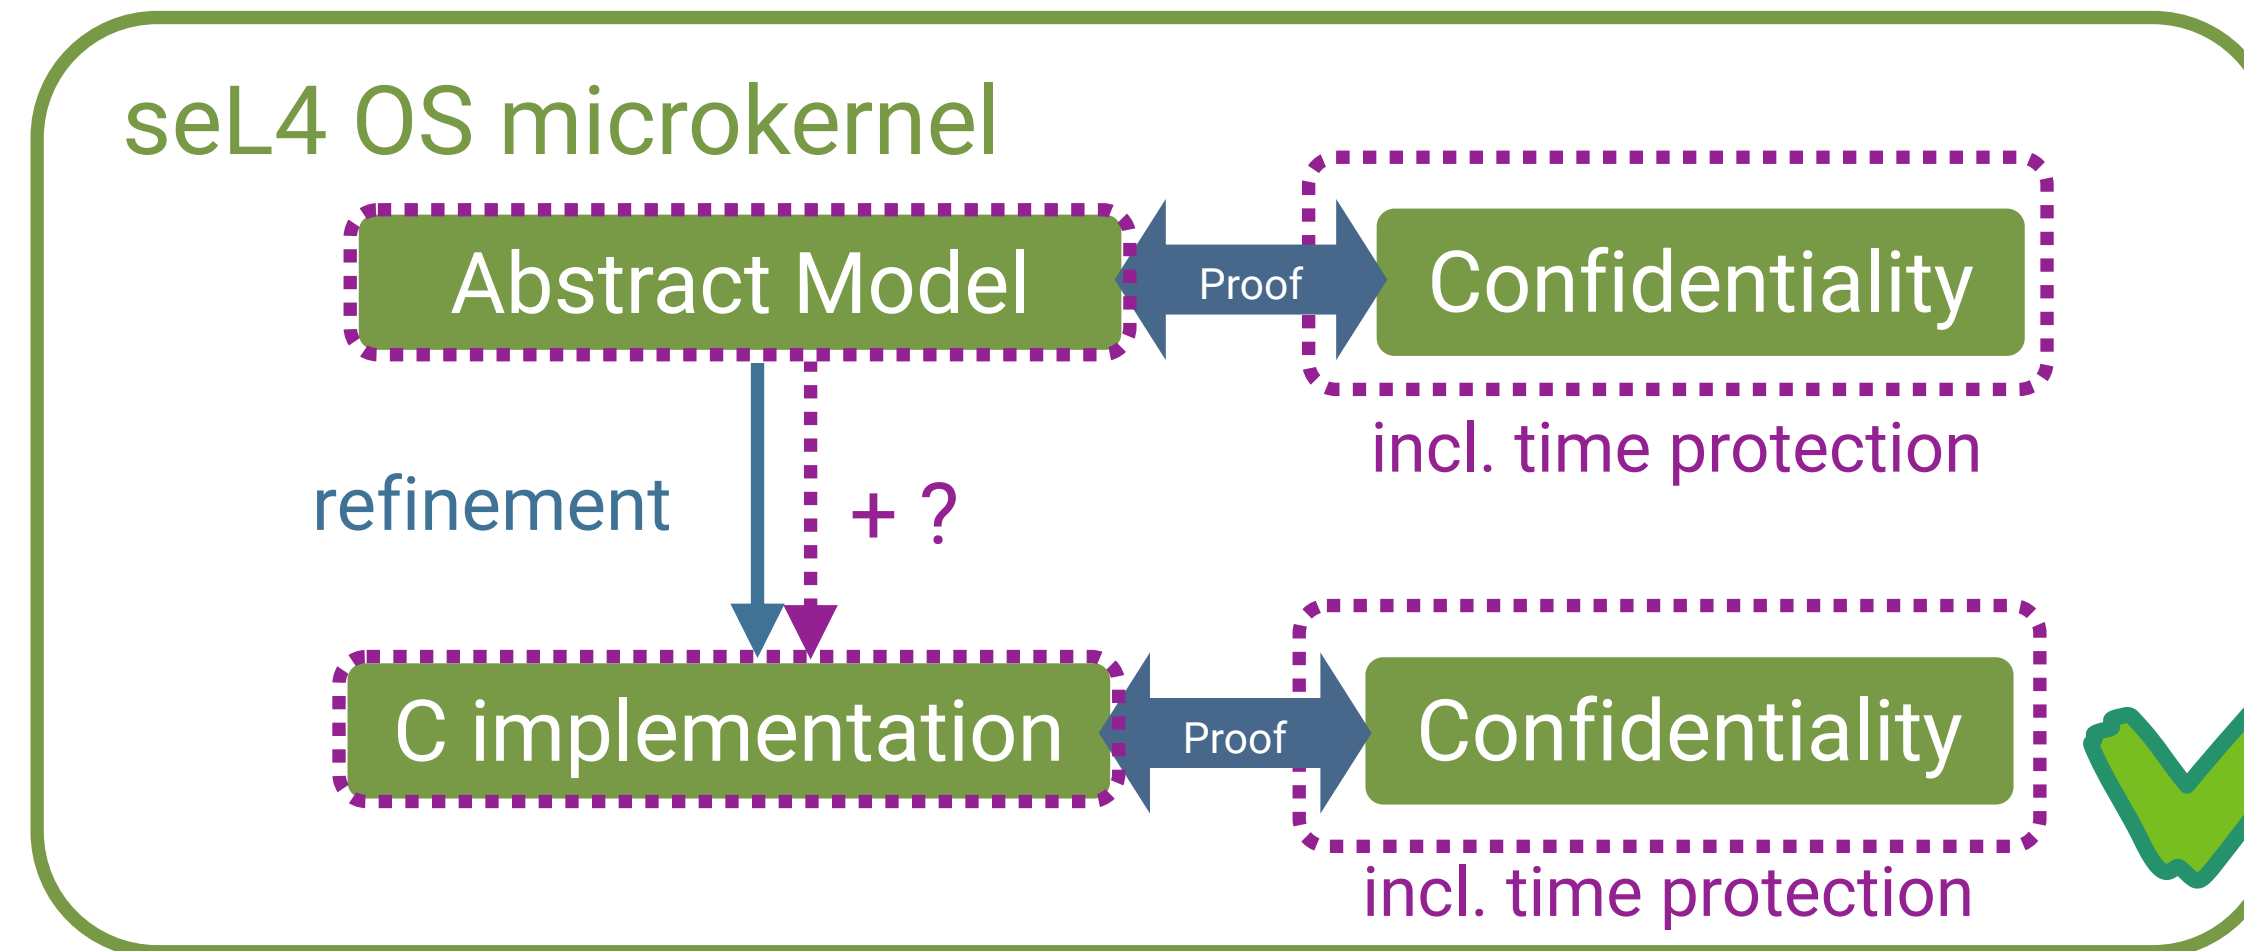 seL4 OS microkernel
Abstract Model
Proof
Confidentiality
incl. time protection
refinement
+ ?
C implementation
Proof
Confidentiality
incl. time protection